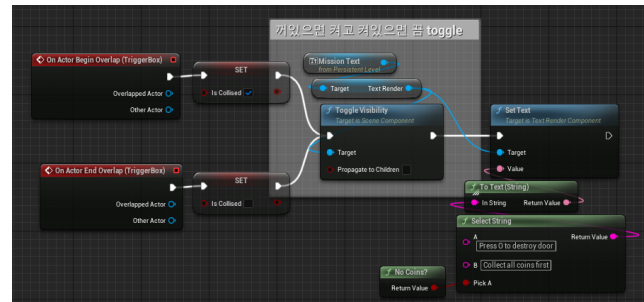 꺼있으면 켜고 켜있으면 끔 toggle
On Actor Begin Overlap (TriggerBox)
Overlapped Actor
Other Actor
SET
Is Collised
Mission Text
from Persistent Level
Target
Text Render
Toggle Visibility
Target is Scene Component
Target
Propagate to Children
Set Text
Target is Text Render Component
Target
Value
On Actor End Overlap (TriggerBox)
Overlapped Actor
Other Actor
SET
Is Collised
To Text (String)
In String
Return Value
Select String
A
Return Value
Press O to destroy door
B
Collect all coins first
Pick A
No Coins?
Return Value